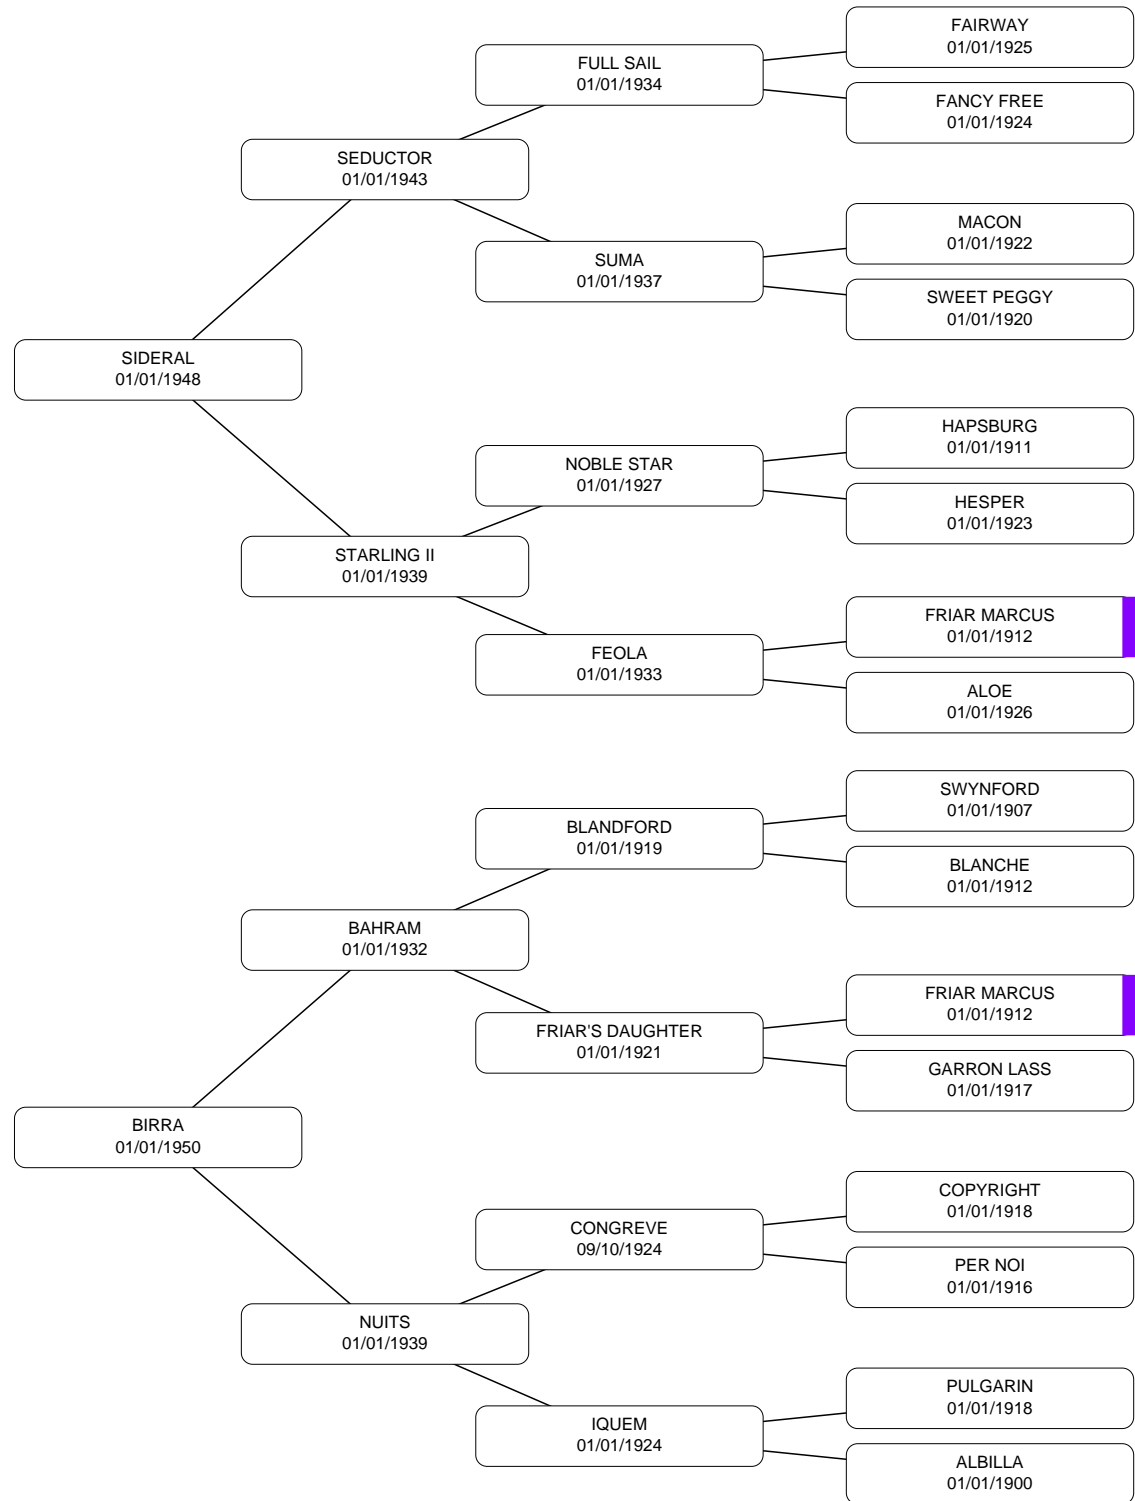 FAIRWAY
01/01/1925
FULL SAIL
01/01/1934
FANCY FREE
01/01/1924
SEDUCTOR
01/01/1943
MACON
01/01/1922
SUMA
01/01/1937
SWEET PEGGY
01/01/1920
SIDERAL
01/01/1948
HAPSBURG
01/01/1911
NOBLE STAR
01/01/1927
HESPER
01/01/1923
STARLING II
01/01/1939
FRIAR MARCUS
01/01/1912
FEOLA
01/01/1933
ALOE
01/01/1926
SWYNFORD
01/01/1907
BLANDFORD
01/01/1919
BLANCHE
01/01/1912
BAHRAM
01/01/1932
FRIAR MARCUS
01/01/1912
FRIAR'S DAUGHTER
01/01/1921
GARRON LASS
01/01/1917
BIRRA
01/01/1950
COPYRIGHT
01/01/1918
CONGREVE
09/10/1924
PER NOI
01/01/1916
NUITS
01/01/1939
PULGARIN
01/01/1918
IQUEM
01/01/1924
ALBILLA
01/01/1900